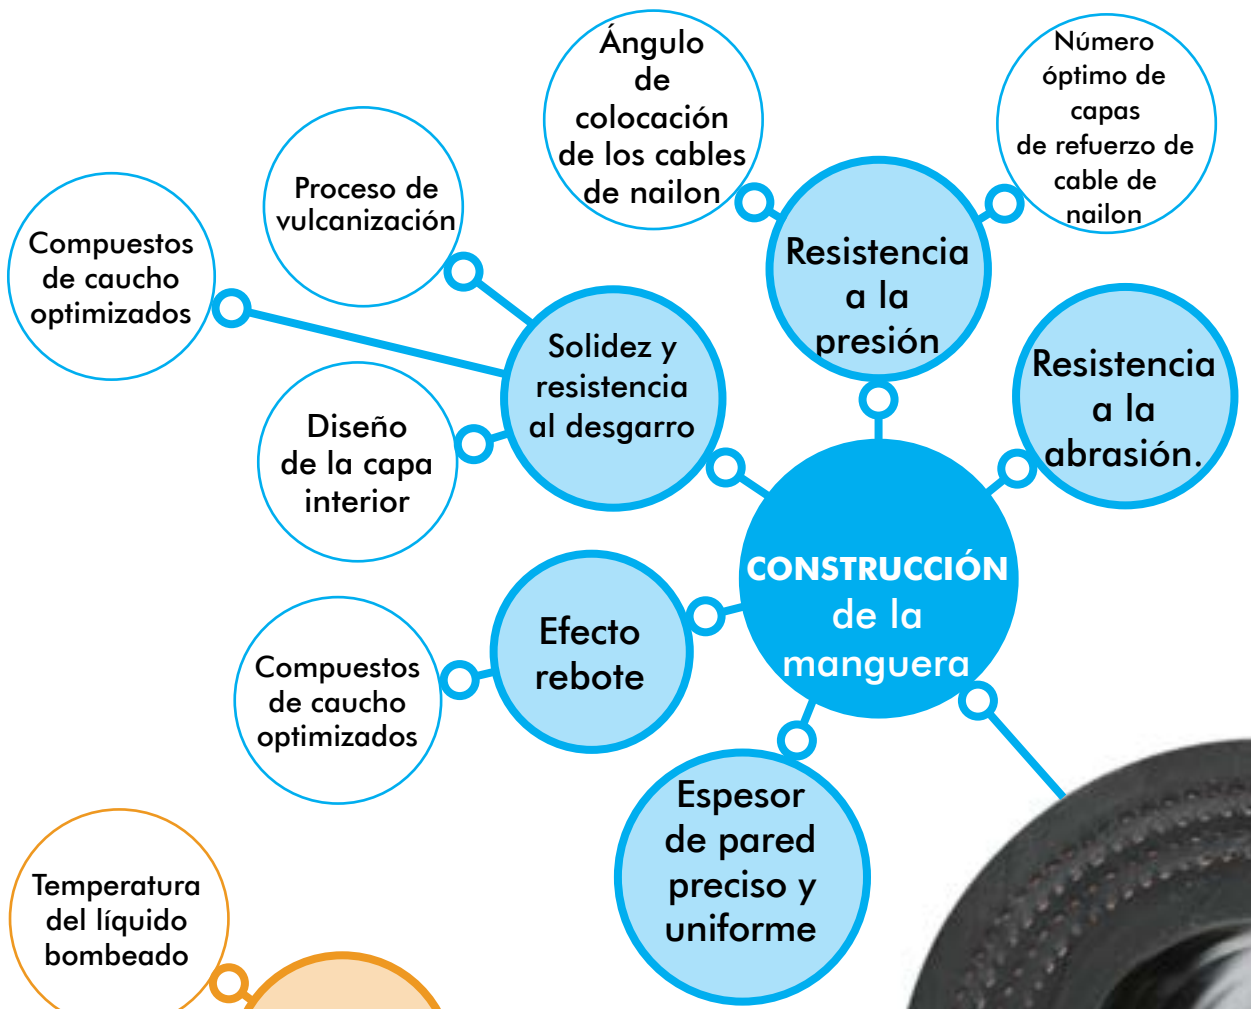 Ángulo
de
colocación
de los cables
de nailon
Número
óptimo de
capas
de refuerzo de
cable de
nailon
Proceso de
vulcanización
Compuestos
de caucho
optimizados
Resistencia
a la
presión
Solidez y
resistencia
al desgarro
Resistencia
a la
abrasión.
Diseño
de la capa
interior
CONSTRUCCIÓN
de la
manguera
Efecto
rebote
Compuestos
de caucho
optimizados
Espesor
de pared
preciso y
uniforme
Temperatura
del líquido
bombeado